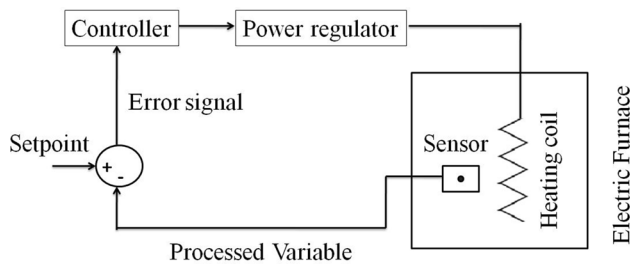 Controller
Power regulator
Error signal
Setpoint
+
-
Sensor
Heating coil
Electric Furnace
Processed Variable